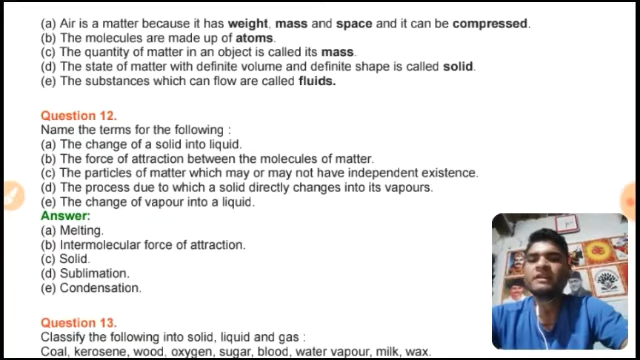 (a) Air is a matter because it has weight, mass and space and it can be compressed.
(b) The molecules are made up of atoms.
(c) The quantity of matter in an object is called its mass.
(d) The state of matter with definite volume and definite shape is called solid.
(e) The substances which can flow are called fluids.
Question 12.
Name the terms for the following :
(a) The change of a solid into liquid.
(b) The force of attraction between the molecules of matter.
(c) The particles of matter which may or may not have independent existence.
(d) The process due to which a solid directly changes into its vapours.
(e) The change of vapour into a liquid.
Answer:
(a) Melting.
(b) Intermolecular force of attraction.
(c) Solid.
(d) Sublimation.
(e) Condensation.
Question 13.
Classify the following into solid, liquid and gas :
Coal, kerosene, wood, oxygen, sugar, blood, water vapour, milk, wax.